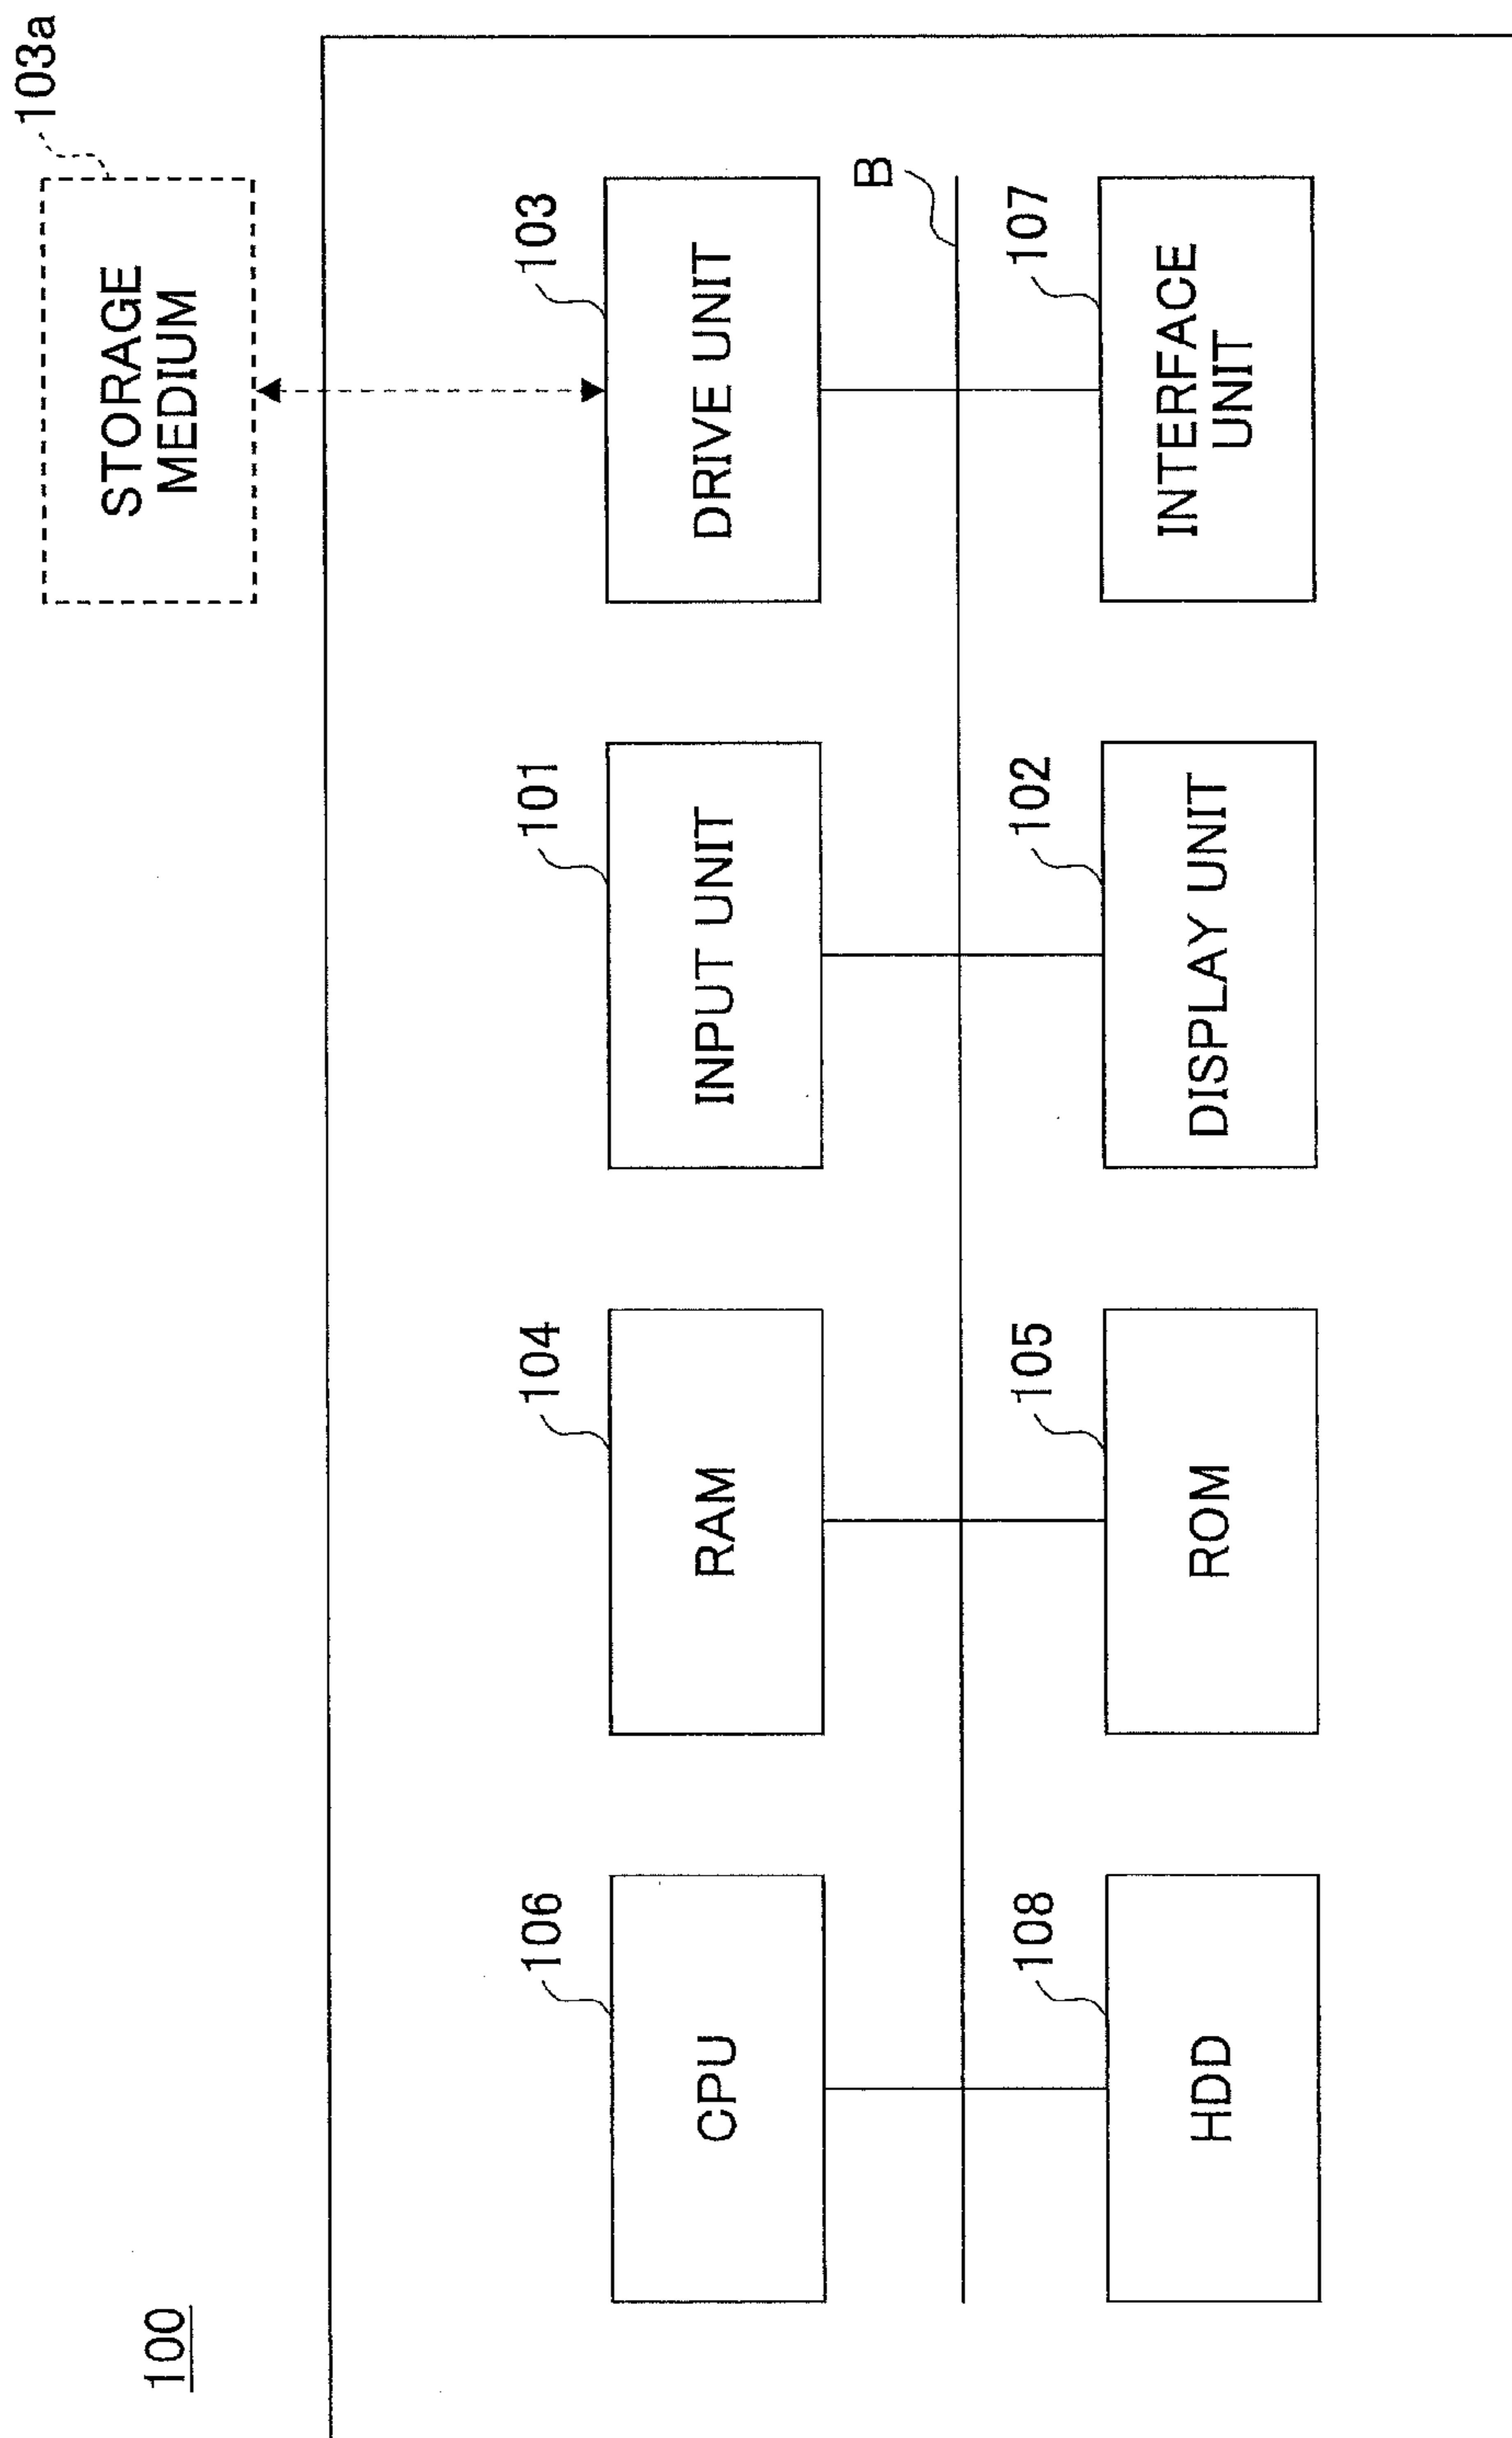 100
103a
STORAGE
MEDIUM
106
CPU
104
RAM
101
INPUT UNIT
103
DRIVE UNIT
B
108
HDD
105
ROM
102
DISPLAY UNIT
107
INTERFACE
UNIT